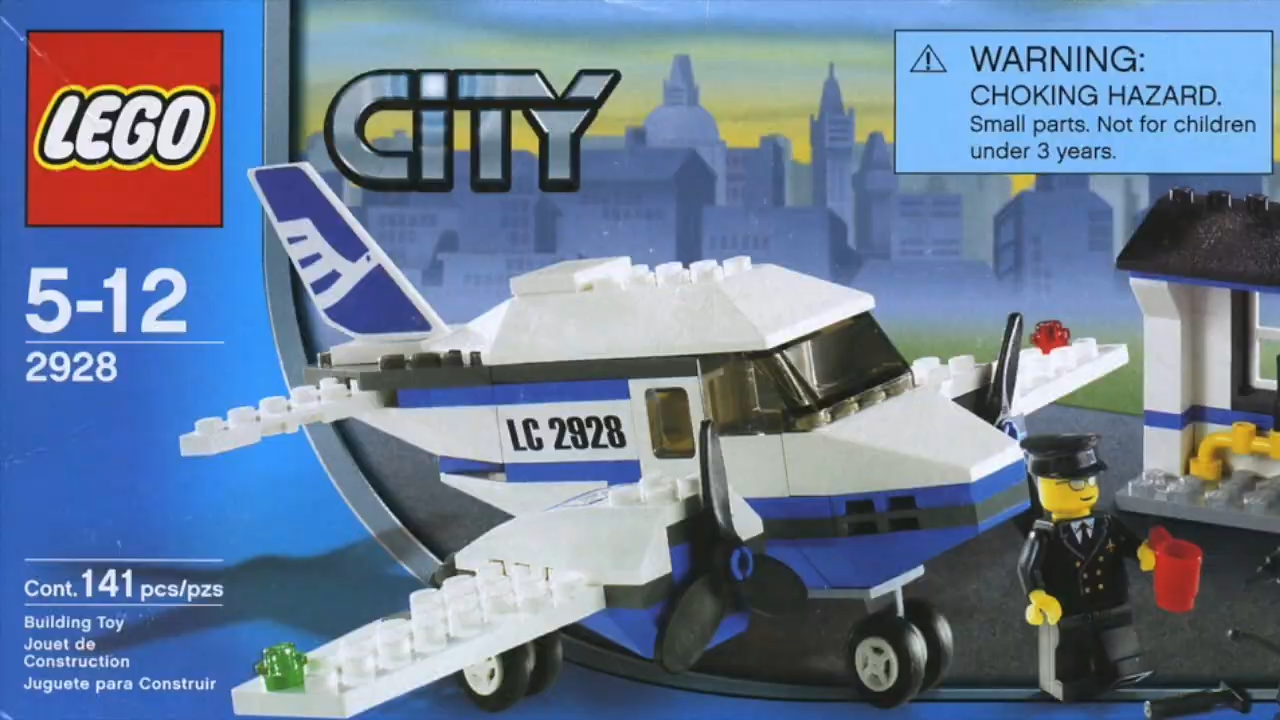 LEGO
CITY
WARNING:
CHOKING HAZARD.
Small parts. Not for children
under 3 years.
5-12
2928
LC 2928
Cont. 141 pcs/pzs
Building Toy
Jouet de
Construction
Juguete para Construir